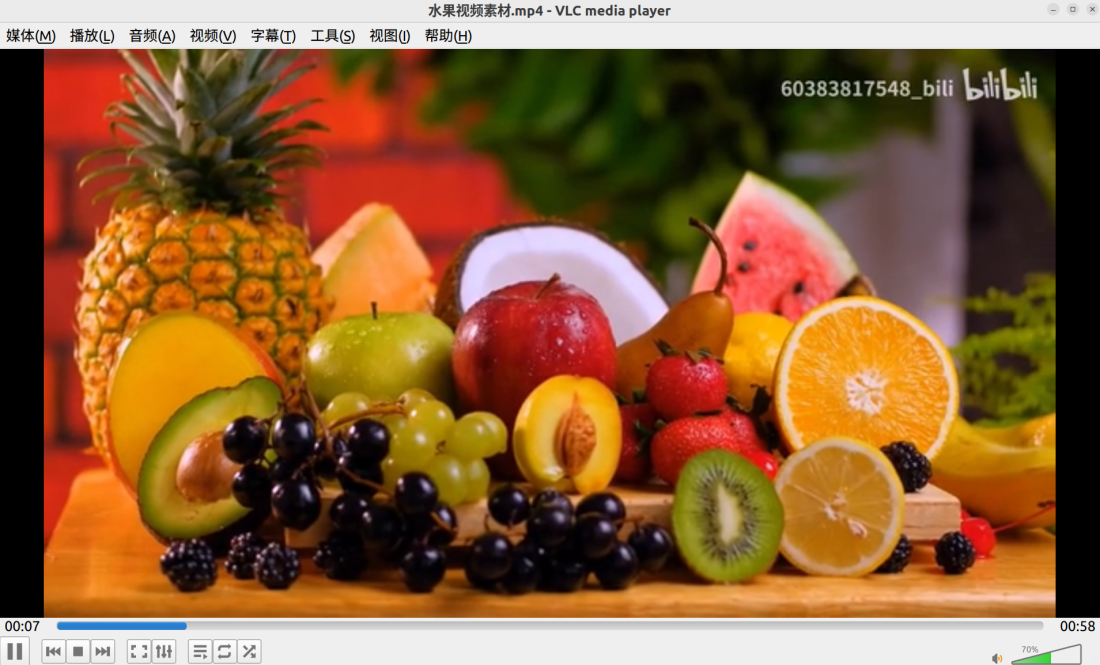 水果视频素材.mp4 - VLC media player
媒体(M) 播放(L) 音频(A) 视频(V) 字幕(T) 工具(S) 视图(I) 帮助(H)
60383817548_bili bilibili
00:07 00:58
70%